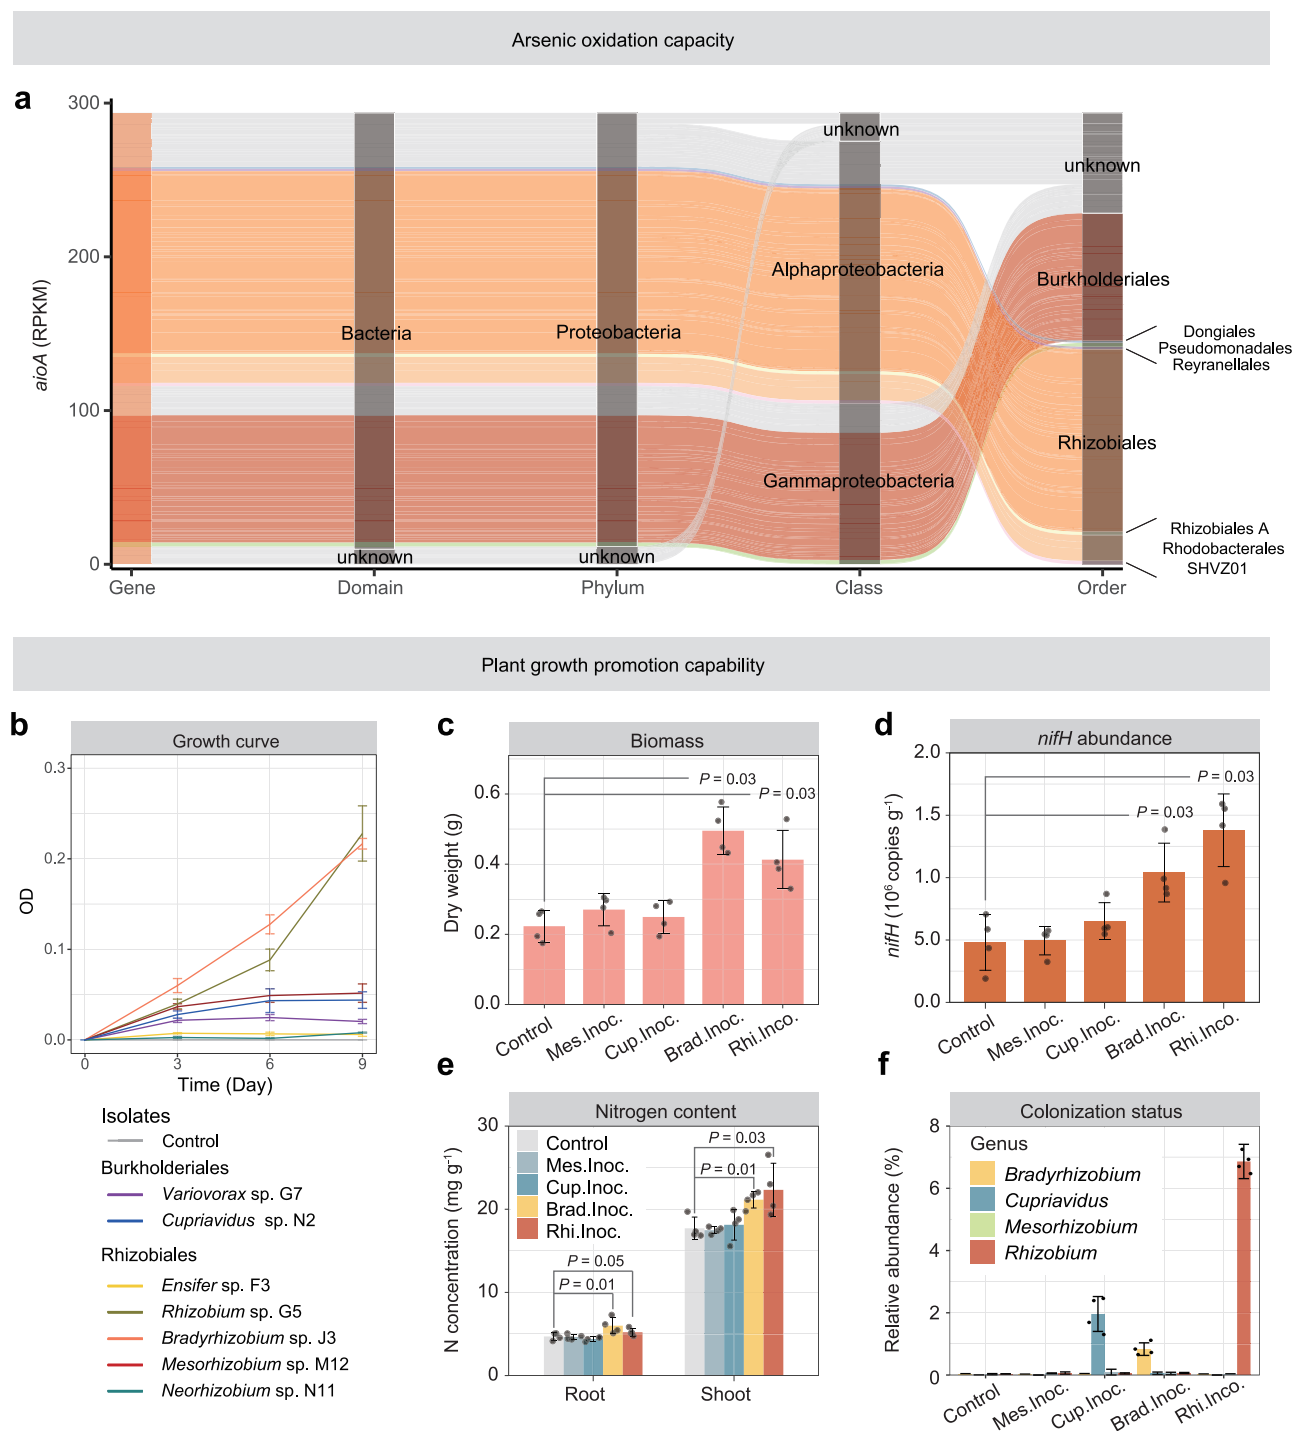 Arsenic oxidation capacity
a
aioA (RPKM)
300
200
100
0
unknown
unknown
Alphaproteobacteria
Burkholderiales
Bacteria
Proteobacteria
Dongiales
Pseudomonadales
Reyranellales
Rhizobiales
Gammaproteobacteria
Rhizobiales A
Rhodobacterales
SHVZ01
unknown
unknown
Gene
Domain
Phylum
Class
Order
Plant growth promotion capability
b
Growth curve
OD
0.3
0.2
0.1
0.0
0
3
6
9
Time (Day)
Isolates
Control
Burkholderiales
Variovorax sp. G7
Cupriavidus sp. N2
Rhizobiales
Ensifer sp. F3
Rhizobium sp. G5
Bradyrhizobium sp. J3
Mesorhizobium sp. M12
Neorhizobium sp. N11
c
Biomass
Dry weight (g)
0.6
0.4
0.2
0.0
P = 0.03
P = 0.03
Control
Mes.Inoc.
Cup.Inoc.
Brad.Inoc.
Rhi.Inco.
d
nifH abundance
nifH (10⁶ copies g⁻¹)
2.0
1.5
1.0
5.0
0.0
P = 0.03
P = 0.03
Control
Mes.Inoc.
Cup.Inoc.
Brad.Inoc.
Rhi.Inco.
e
Nitrogen content
N concentration (mg g⁻¹)
30
20
10
0
Control
Mes.Inoc.
Cup.Inoc.
Brad.Inoc.
Rhi.Inoc.
P = 0.03
P = 0.01
P = 0.05
P = 0.01
Root
Shoot
f
Colonization status
Relative abundance (%)
8
6
4
2
0
Genus
Bradyrhizobium
Cupriavidus
Mesorhizobium
Rhizobium
Control
Mes.Inoc.
Cup.Inoc.
Brad.Inoc.
Rhi.Inco.